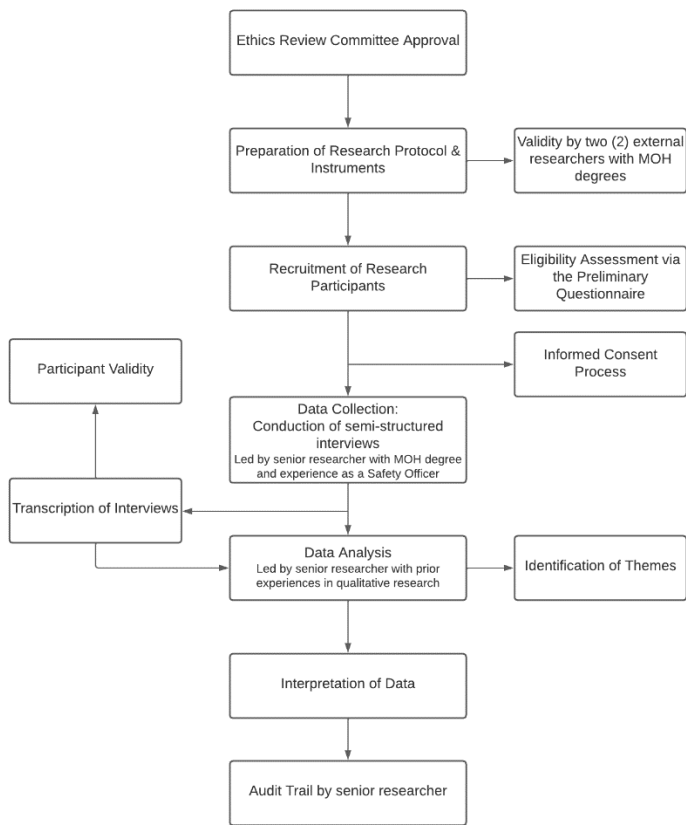 Ethics Review Committee Approval
Preparation of Research Protocol &
Instruments
Validity by two (2) external
researchers with MOH
degrees
Recruitment of Research
Participants
Eligibility Assessment via
the Preliminary
Questionnaire
Informed Consent
Process
Participant Validity
Data Collection:
Conduction of semi-structured
interviews
Led by senior researcher with MOH degree
and experience as a Safety Officer
Transcription of Interviews
Data Analysis
Led by senior researcher with prior
experiences in qualitative research
Identification of Themes
Interpretation of Data
Audit Trail by senior researcher